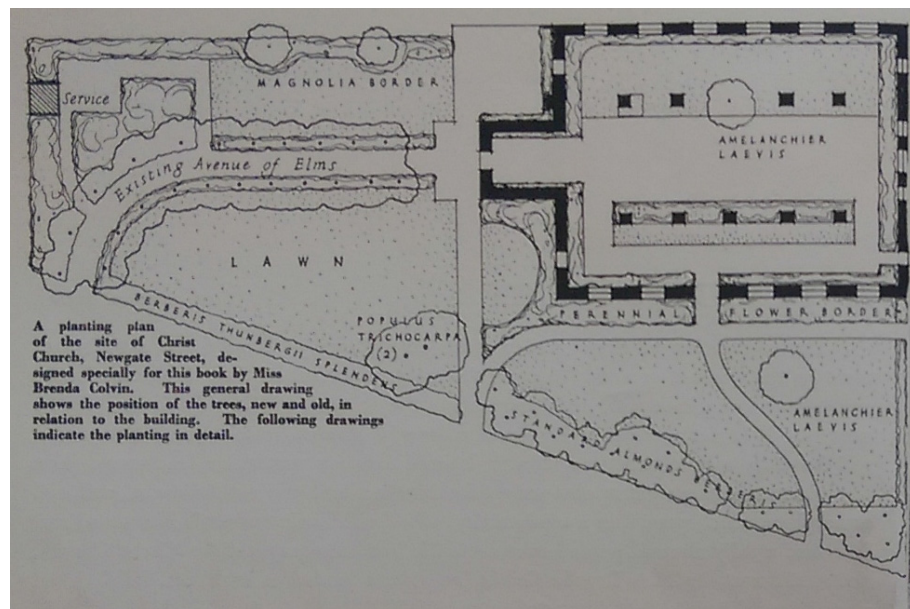 MAGNOLIA BORDER
Service
Existing Avenue of Elms
AMELANCHIER
LAEVIS
LAWN
BERBERIS THUNBERGII SPLENDENS
POPULUS
TRICHOCARPA
(2)
PERENNIAL FLOWER BORDER
AMELANCHIER
LAEVIS
STANDARD ALMONDS BERBERIS
A planting plan
of the site of Christ
Church, Newgate Street, de-
signed specially for this book by Miss
Brenda Colvin. This general drawing
shows the position of the trees, new and old, in
relation to the building. The following drawings
indicate the planting in detail.